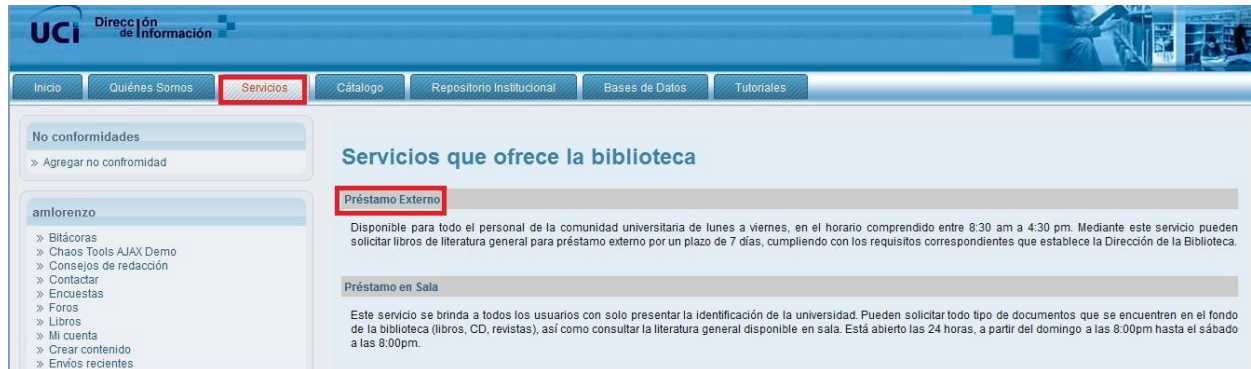 UCi Dirección
de Información
Inicio Quiénes Somos Servicios Cátalogo Repositorio Institucional Bases de Datos Tutoriales
No conformidades
» Agregar no confromidad
amlorenzo
» Bitácoras
» Chaos Tools AJAX Demo
» Consejos de redacción
» Contactar
» Encuestas
» Foros
» Libros
» Mi cuenta
» Crear contenido
» Envíos recientes
Servicios que ofrece la biblioteca
Préstamo Externo
Disponible para todo el personal de la comunidad universitaria de lunes a viernes, en el horario comprendido entre 8:30 am a 4:30 pm. Mediante este servicio pueden
solicitar libros de literatura general para préstamo externo por un plazo de 7 días, cumpliendo con los requisitos correspondientes que establece la Dirección de la Biblioteca.
Préstamo en Sala
Este servicio se brinda a todos los usuarios con solo presentar la identificación de la universidad. Pueden solicitar todo tipo de documentos que se encuentren en el fondo
de la biblioteca (libros, CD, revistas), así como consultar la literatura general disponible en sala. Está abierto las 24 horas, a partir del domingo a las 8:00pm hasta el sábado
a las 8:00pm.